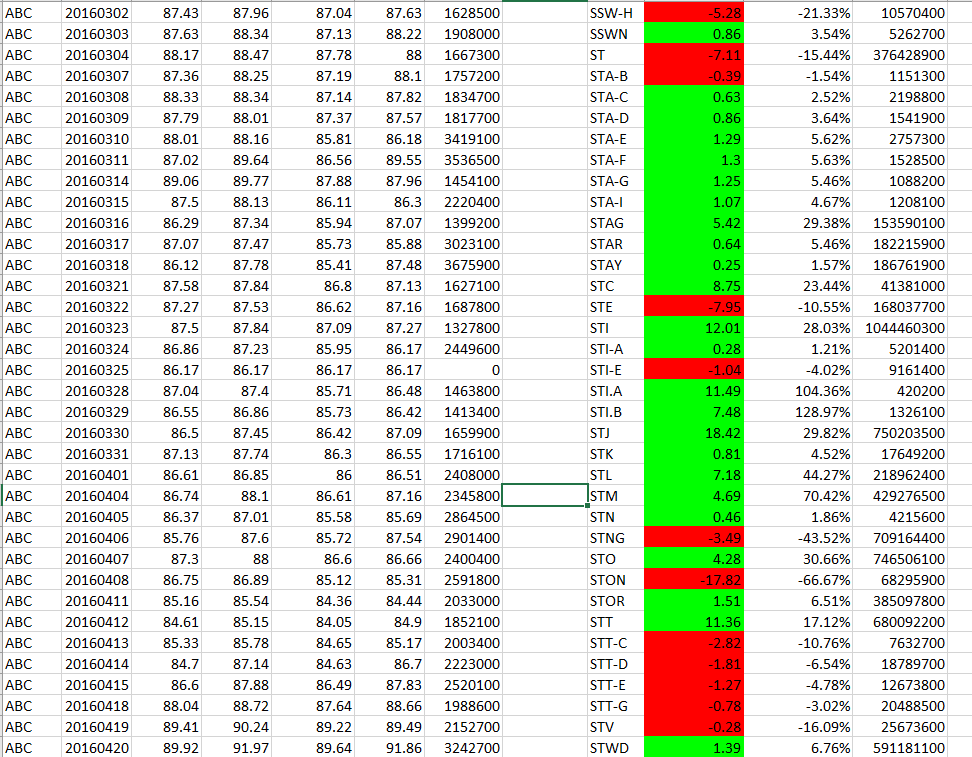 ABC 20160302 87.43 87.96 87.04 87.63 1628500 SSW-H -5.28 -21.33% 10570400
ABC 20160303 87.63 88.34 87.13 88.22 1908000 SSWN 0.86 3.54% 5262700
ABC 20160304 88.17 88.47 87.78 88 1667300 ST -7.11 -15.44% 376428900
ABC 20160307 87.36 88.25 87.19 88.1 1757200 STA-B -0.39 -1.54% 1151300
ABC 20160308 88.33 88.34 87.14 87.82 1834700 STA-C 0.63 2.52% 2198800
ABC 20160309 87.79 88.01 87.37 87.57 1817700 STA-D 0.86 3.64% 1541900
ABC 20160310 88.01 88.16 85.81 86.18 3419100 STA-E 1.29 5.62% 2757300
ABC 20160311 87.02 89.64 86.56 89.55 3536500 STA-F 1.3 5.63% 1528500
ABC 20160314 89.06 89.77 87.88 87.96 1454100 STA-G 1.25 5.46% 1088200
ABC 20160315 87.5 88.13 86.11 86.3 2220400 STA-I 1.07 4.67% 1208100
ABC 20160316 86.29 87.34 85.94 87.07 1399200 STAG 5.42 29.38% 153590100
ABC 20160317 87.07 87.47 85.73 85.88 3023100 STAR 0.64 5.46% 182215900
ABC 20160318 86.12 87.78 85.41 87.48 3675900 STAY 0.25 1.57% 186761900
ABC 20160321 87.58 87.84 86.8 87.13 1627100 STC 8.75 23.44% 41381000
ABC 20160322 87.27 87.53 86.62 87.16 1687800 STE -7.95 -10.55% 168037700
ABC 20160323 87.5 87.84 87.09 87.27 1327800 STI 12.01 28.03% 1044460300
ABC 20160324 86.86 87.23 85.95 86.17 2449600 STI-A 0.28 1.21% 5201400
ABC 20160325 86.17 86.17 86.17 86.17 0 STI-E -1.04 -4.02% 9161400
ABC 20160328 87.04 87.4 85.71 86.48 1463800 STI.A 11.49 104.36% 420200
ABC 20160329 86.55 86.86 85.73 86.42 1413400 STI.B 7.48 128.97% 1326100
ABC 20160330 86.5 87.45 86.42 87.09 1659900 STJ 18.42 29.82% 750203500
ABC 20160331 87.13 87.74 86.3 86.55 1716100 STK 0.81 4.52% 17649200
ABC 20160401 86.61 86.85 86 86.51 2408000 STL 7.18 44.27% 218962400
ABC 20160404 86.74 88.1 86.61 87.16 2345800 STM 4.69 70.42% 429276500
ABC 20160405 86.37 87.01 85.58 85.69 2864500 STN 0.46 1.86% 4215600
ABC 20160406 85.76 87.6 85.72 87.54 2901400 STNG -3.49 -43.52% 709164400
ABC 20160407 87.3 88 86.6 86.66 2400400 STO 4.28 30.66% 746506100
ABC 20160408 86.75 86.89 85.12 85.31 2591800 STON -17.82 -66.67% 68295900
ABC 20160411 85.16 85.54 84.36 84.44 2033000 STOR 1.51 6.51% 385097800
ABC 20160412 84.61 85.15 84.05 84.9 1852100 STT 11.36 17.12% 680092200
ABC 20160413 85.33 85.78 84.65 85.17 2003400 STT-C -2.82 -10.76% 7632700
ABC 20160414 84.7 87.14 84.63 86.7 2223000 STT-D -1.81 -6.54% 18789700
ABC 20160415 86.6 87.88 86.49 87.83 2520100 STT-E -1.27 -4.78% 12673800
ABC 20160418 88.04 88.72 87.64 88.66 1988600 STT-G -0.78 -3.02% 20488500
ABC 20160419 89.41 90.24 89.22 89.49 2152700 STV -0.28 -16.09% 25673600
ABC 20160420 89.92 91.97 89.64 91.86 3242700 STWD 1.39 6.76% 591181100